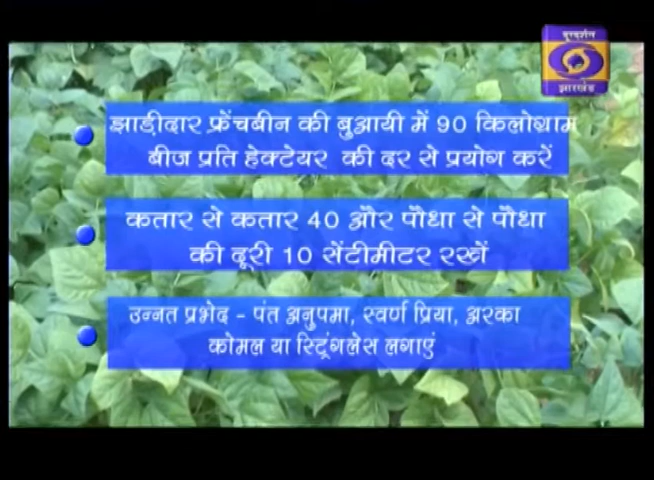 दूरदर्शन
झारखंड
झाड़ीदार फ्रेंचबीन की बुआयी में 90 किलोग्राम
बीज प्रति हेक्टेयर की दर से प्रयोग करें
कतार से कतार 40 और पौधा से पौधा
की दूरी 10 सेंटीमीटर रखें
उन्नत प्रभेद - पंत अनुपमा, स्वर्ण प्रिया, अरका
कोमल या स्ट्रिंगलेस लगाएं